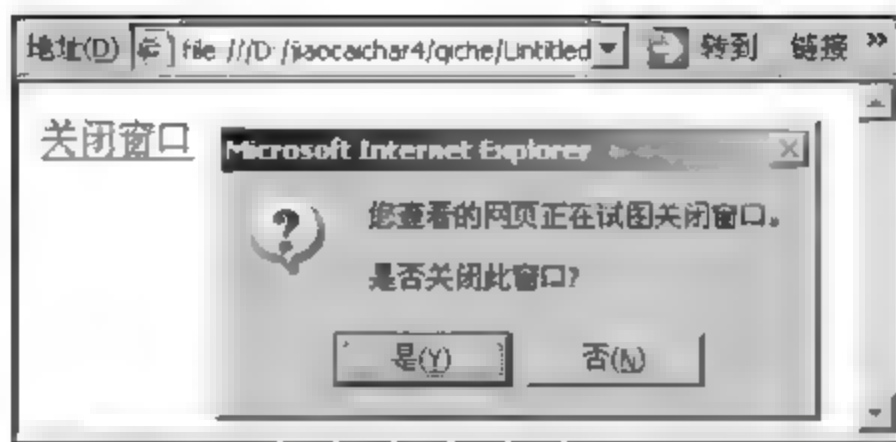 地址(D) file:///D:/jiaocaichar4/qiche/Untitled 转到 链接 »
关闭窗口
Microsoft Internet Explorer
您查看的网页正在试图关闭窗口。
是否关闭此窗口?
是(Y) 否(N)